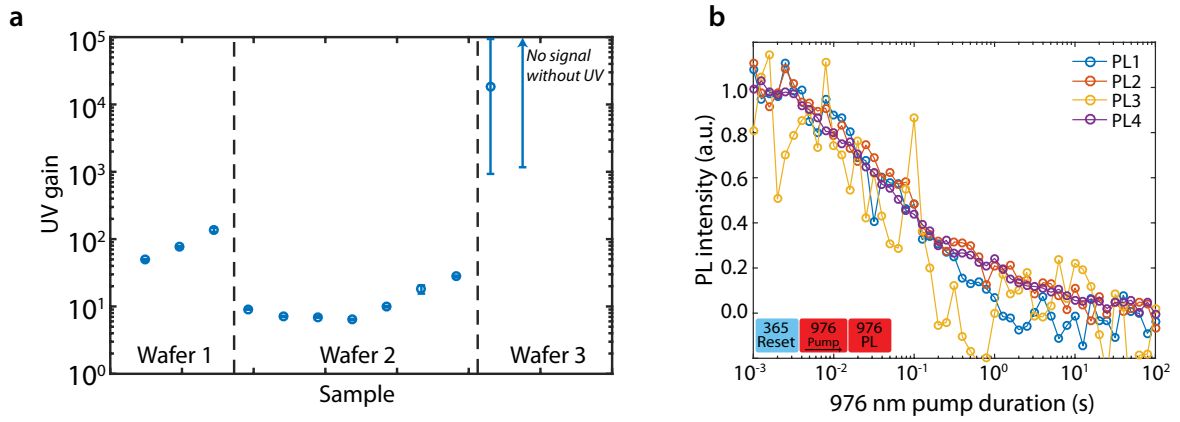 a
UV gain
10^5
10^4
10^3
10^2
10^1
10^0
No signal
without UV
Wafer 1
Wafer 2
Wafer 3
Sample
b
PL intensity (a.u.)
1.0
0.8
0.6
0.4
0.2
0.0
PL1
PL2
PL3
PL4
365
Reset
976
Pump
976
PL
10^-3
10^-2
10^-1
10^0
10^1
10^2
976 nm pump duration (s)